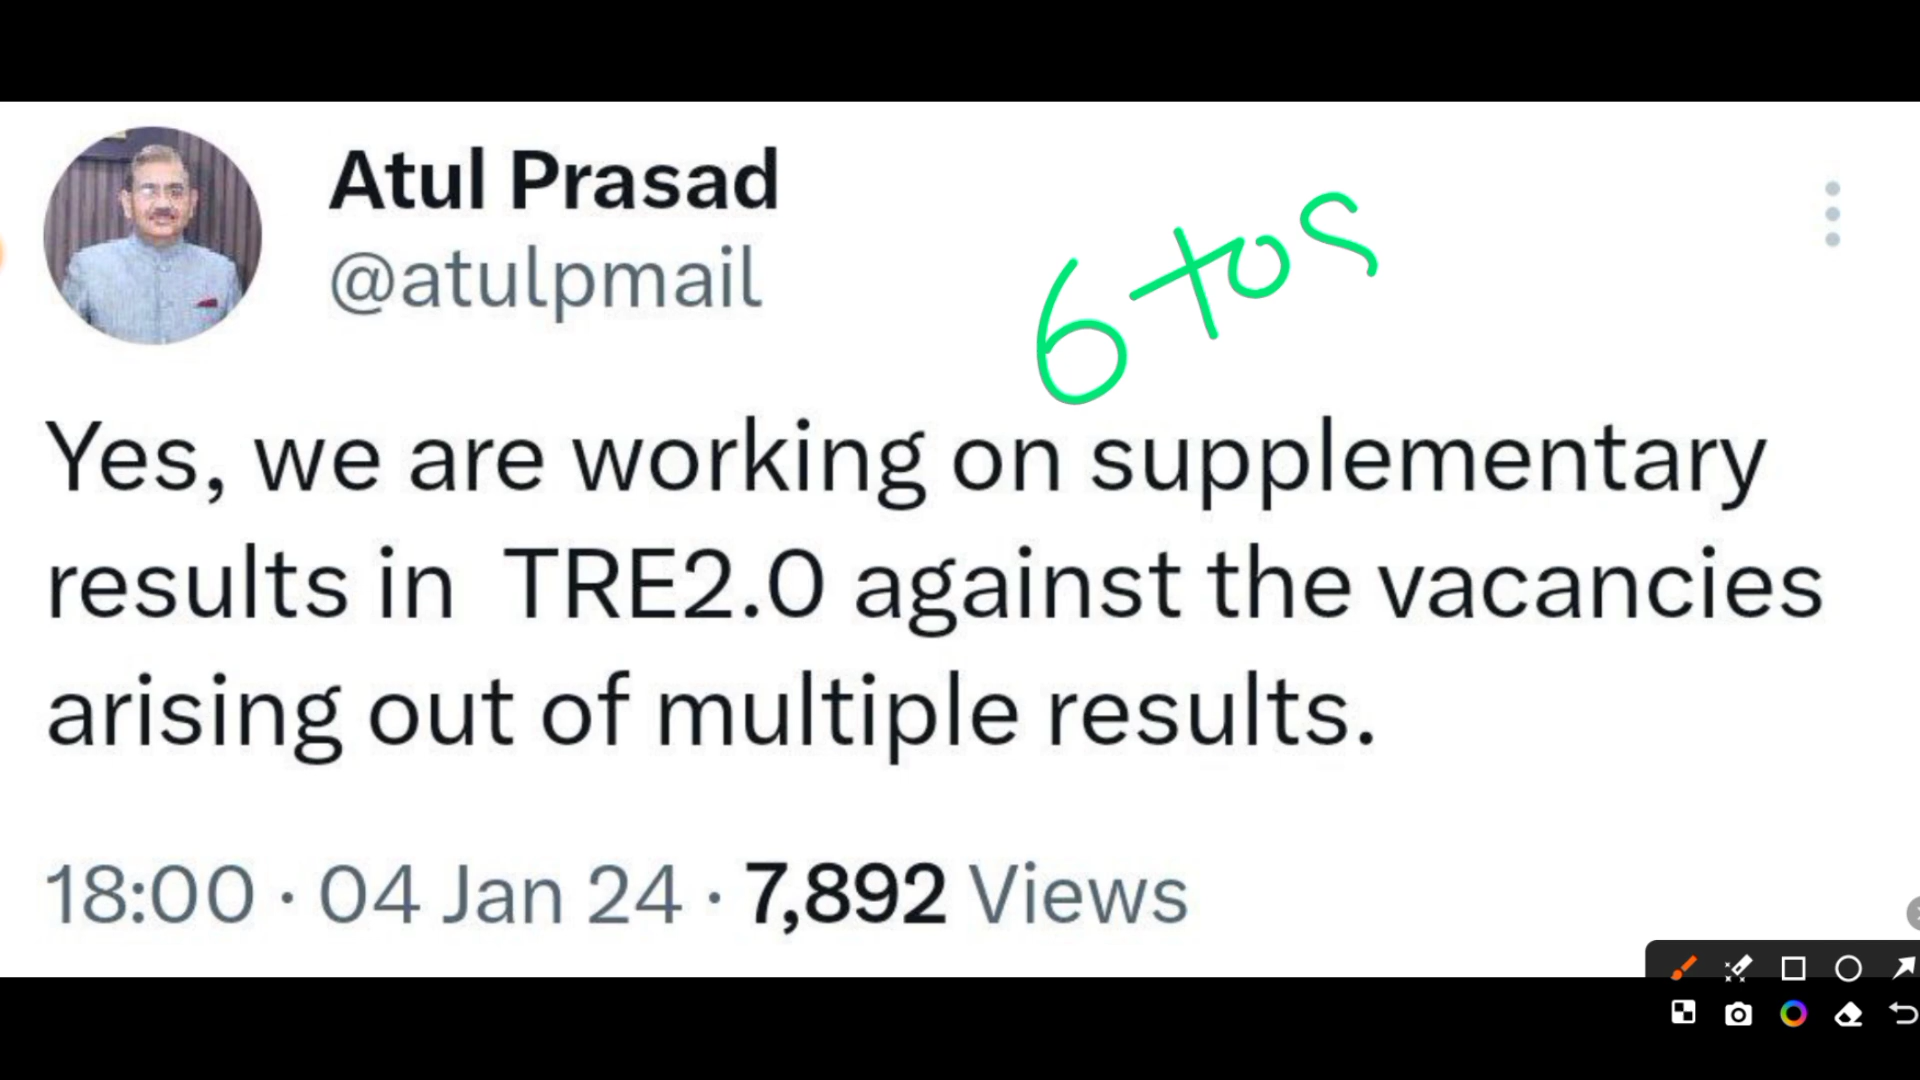 Atul Prasad
@atulpmail
6 to
Yes, we are working on supplementary
results in TRE2.0 against the vacancies
arising out of multiple results.
18:00 · 04 Jan 24 · 7,892 Views